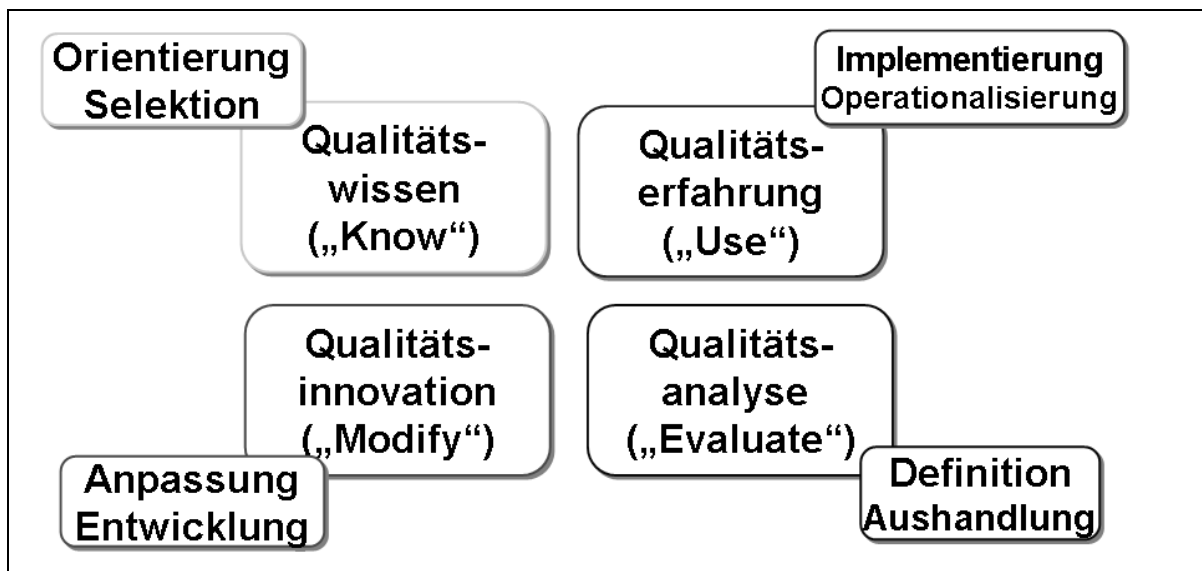 Orientierung
Selektion
Qualitäts-
wissen
(„Know“)
Implementierung
Operationalisierung
Qualitäts-
erfahrung
(„Use“)
Qualitäts-
innovation
(„Modify“)
Anpassung
Entwicklung
Qualitäts-
analyse
(„Evaluate“)
Definition
Aushandlung